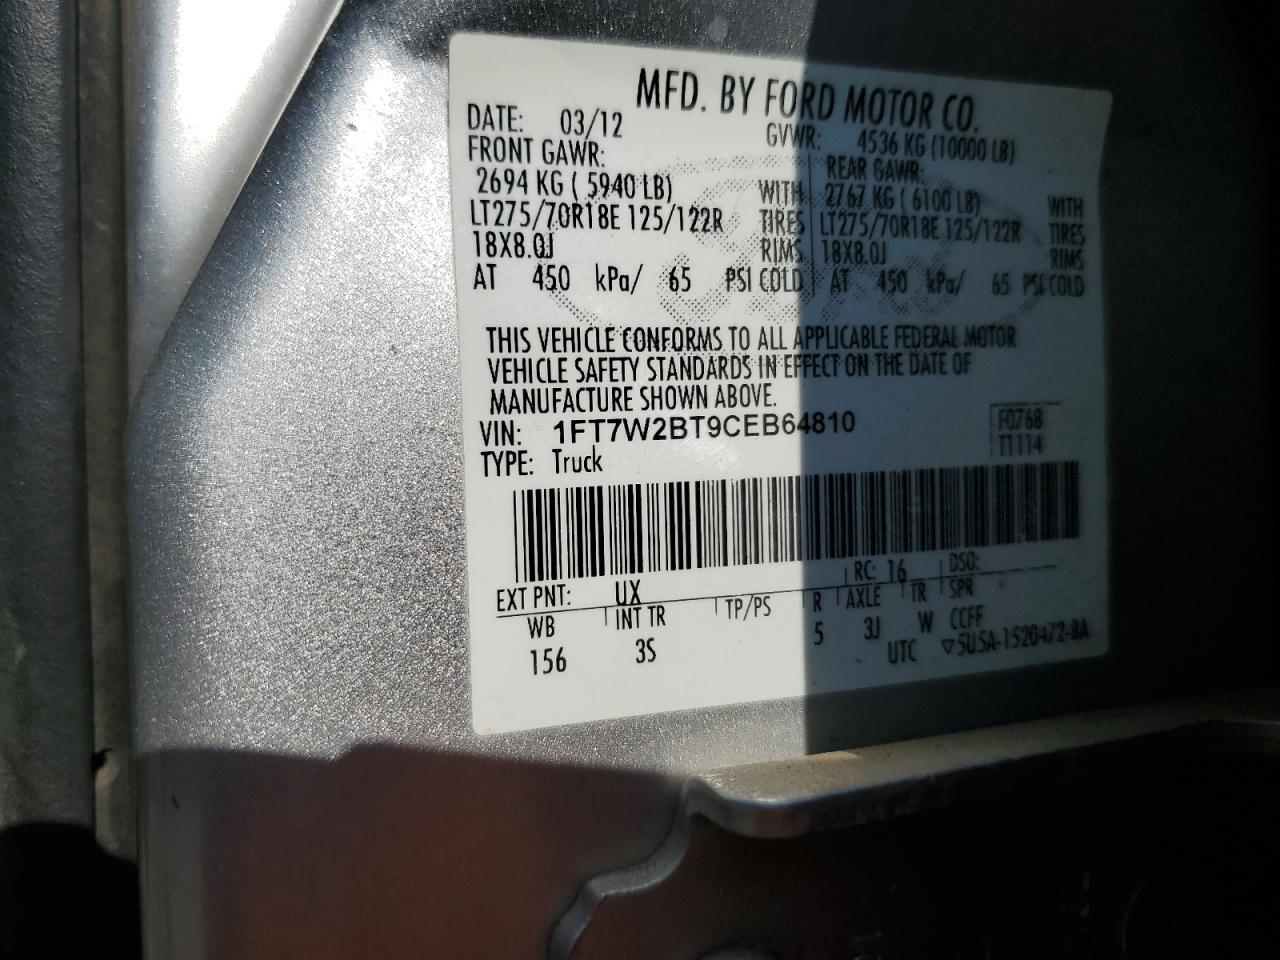 MFD. BY FORD MOTOR CO.
DATE: 03/12 GVWR: 4536 KG (10000 LB)
FRONT GAWR: REAR GAWR:
2694 KG ( 5940 LB) WITH 2767 KG ( 6100 LB) WITH
LT275/70R18E 125/122R TIRES LT275/70R18E 125/122R TIRES
18X8.0J RIMS 18X8.0J RIMS
AT 450 kPa/ 65 PSI COLD AT 450 kPa/ 65 PSI COLD
THIS VEHICLE CONFORMS TO ALL APPLICABLE FEDERAL MOTOR
VEHICLE SAFETY STANDARDS IN EFFECT ON THE DATE OF
MANUFACTURE SHOWN ABOVE.
VIN: 1FT7W2BT9CEB64810 F0768
TYPE: Truck T1114
EXT PNT: UX RC: 16 DSO:
WB INT TR TP/PS R AXLE TR SPR
156 3S 5 3J W CCFF
UTC ▽5U5A-1520472-BA